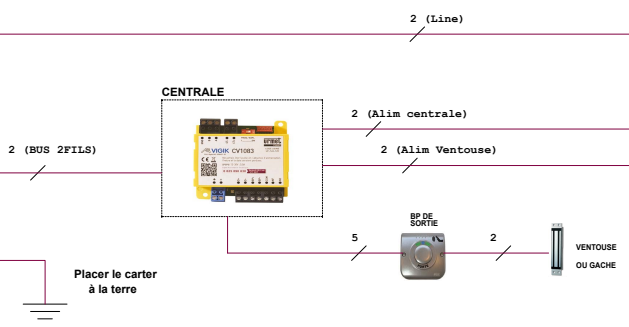 2 (Line)
CENTRALE
2 (Alim centrale)
2 (BUS 2FILS)
VIGIK CV1083
2 (Alim Ventouse)
BP DE
SORTIE
5
2
VENTOUSE
OU GACHE
Placer le carter
à la terre